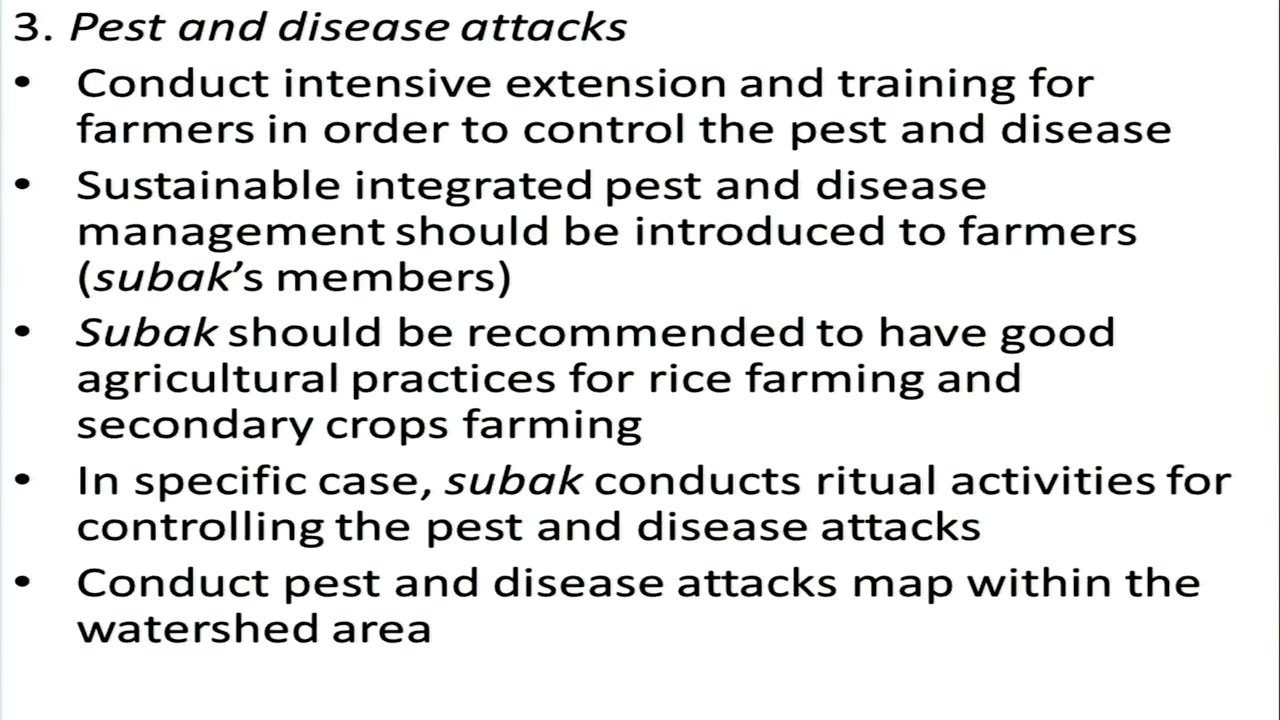 3. Pest and disease attacks
• Conduct intensive extension and training for
farmers in order to control the pest and disease
• Sustainable integrated pest and disease
management should be introduced to farmers
(subak’s members)
• Subak should be recommended to have good
agricultural practices for rice farming and
secondary crops farming
• In specific case, subak conducts ritual activities for
controlling the pest and disease attacks
• Conduct pest and disease attacks map within the
watershed area